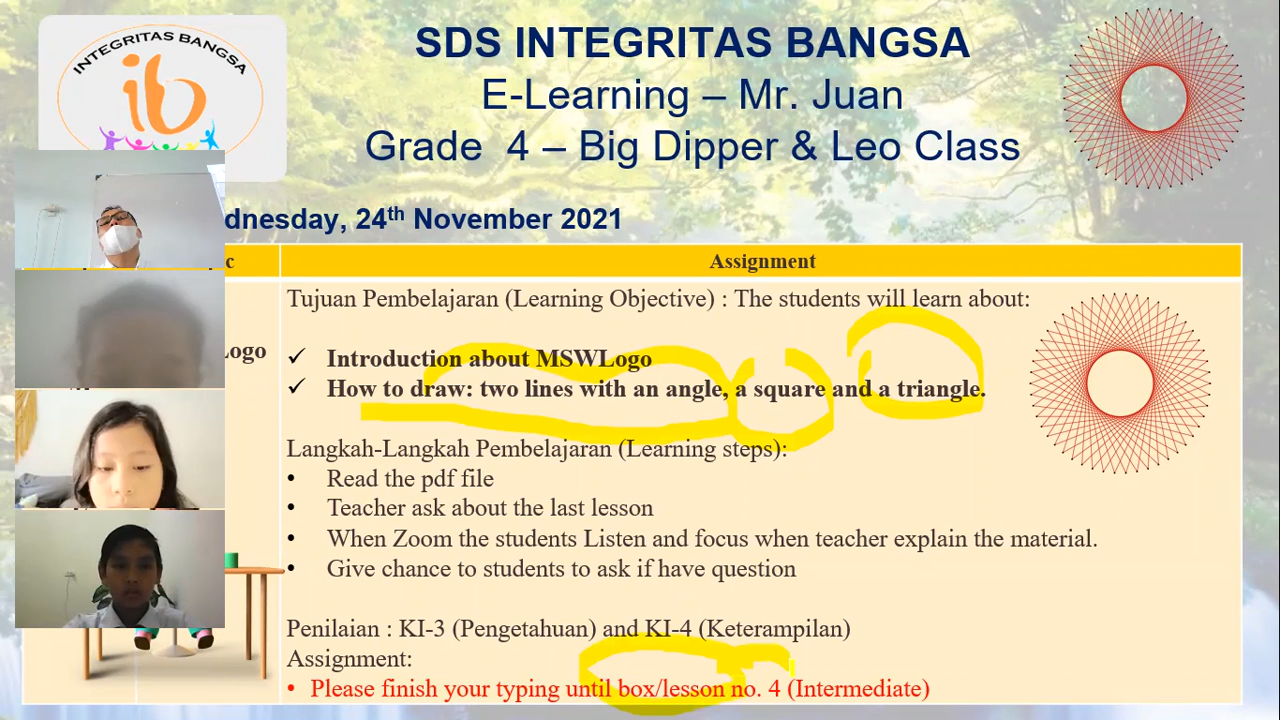 INTEGRITAS BANGSA
ib
SDS INTEGRITAS BANGSA
E-Learning – Mr. Juan
Grade 4 – Big Dipper & Leo Class
dnesday, 24th November 2021
c
Assignment
Logo
Tujuan Pembelajaran (Learning Objective) : The students will learn about:
✓ Introduction about MSWLogo
✓ How to draw: two lines with an angle, a square and a triangle.
Langkah-Langkah Pembelajaran (Learning steps):
• Read the pdf file
• Teacher ask about the last lesson
• When Zoom the students Listen and focus when teacher explain the material.
• Give chance to students to ask if have question
Penilaian : KI-3 (Pengetahuan) and KI-4 (Keterampilan)
Assignment:
• Please finish your typing until box/lesson no. 4 (Intermediate)